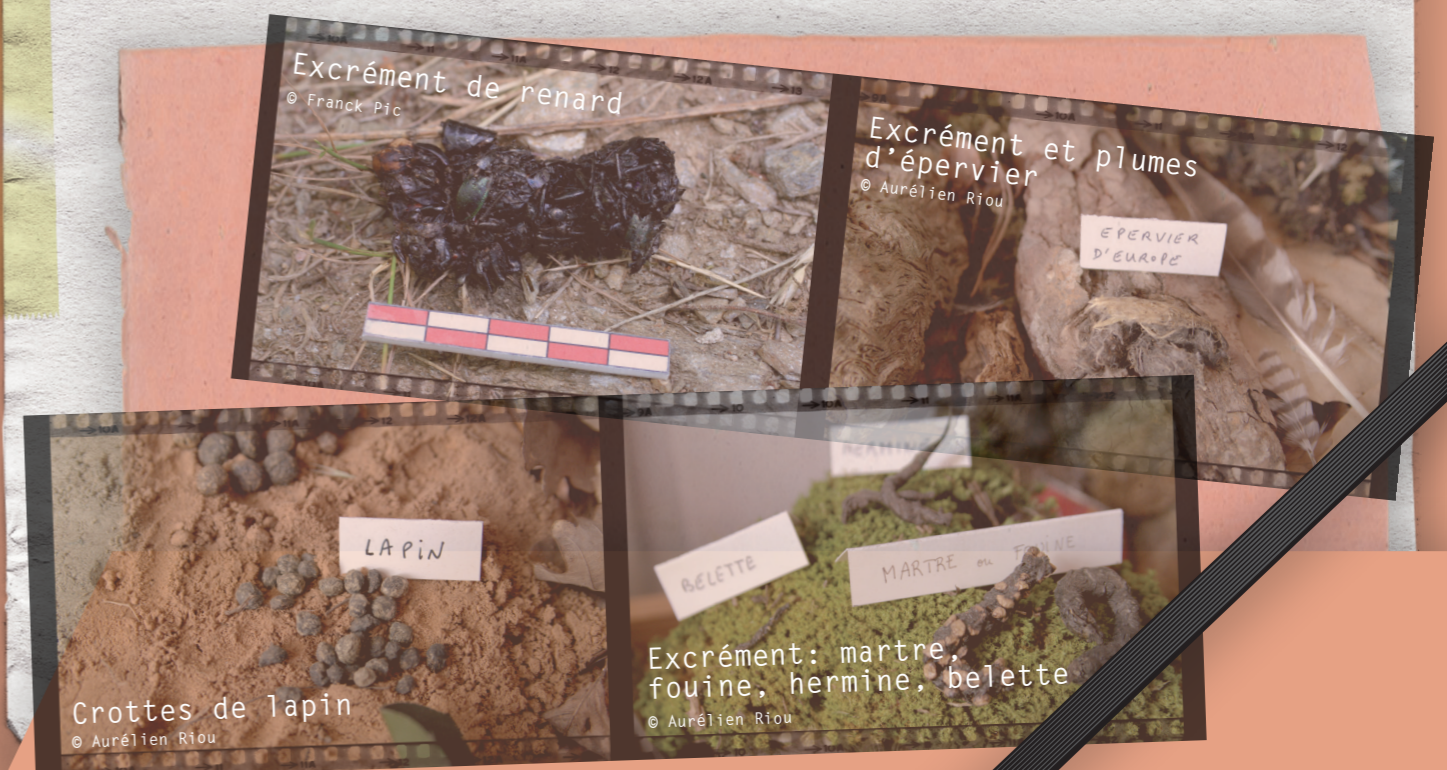 Excrément de renard
© Franck Pic
Excrément et plumes
d'épervier
© Aurélien Riou
EPERVIER
D'EUROPE
LAPIN
Crottes de lapin
© Aurélien Riou
HERMINE
BELETTE
MARTRE ou FOUINE
Excrément: martre,
fouine, hermine, belette
© Aurélien Riou